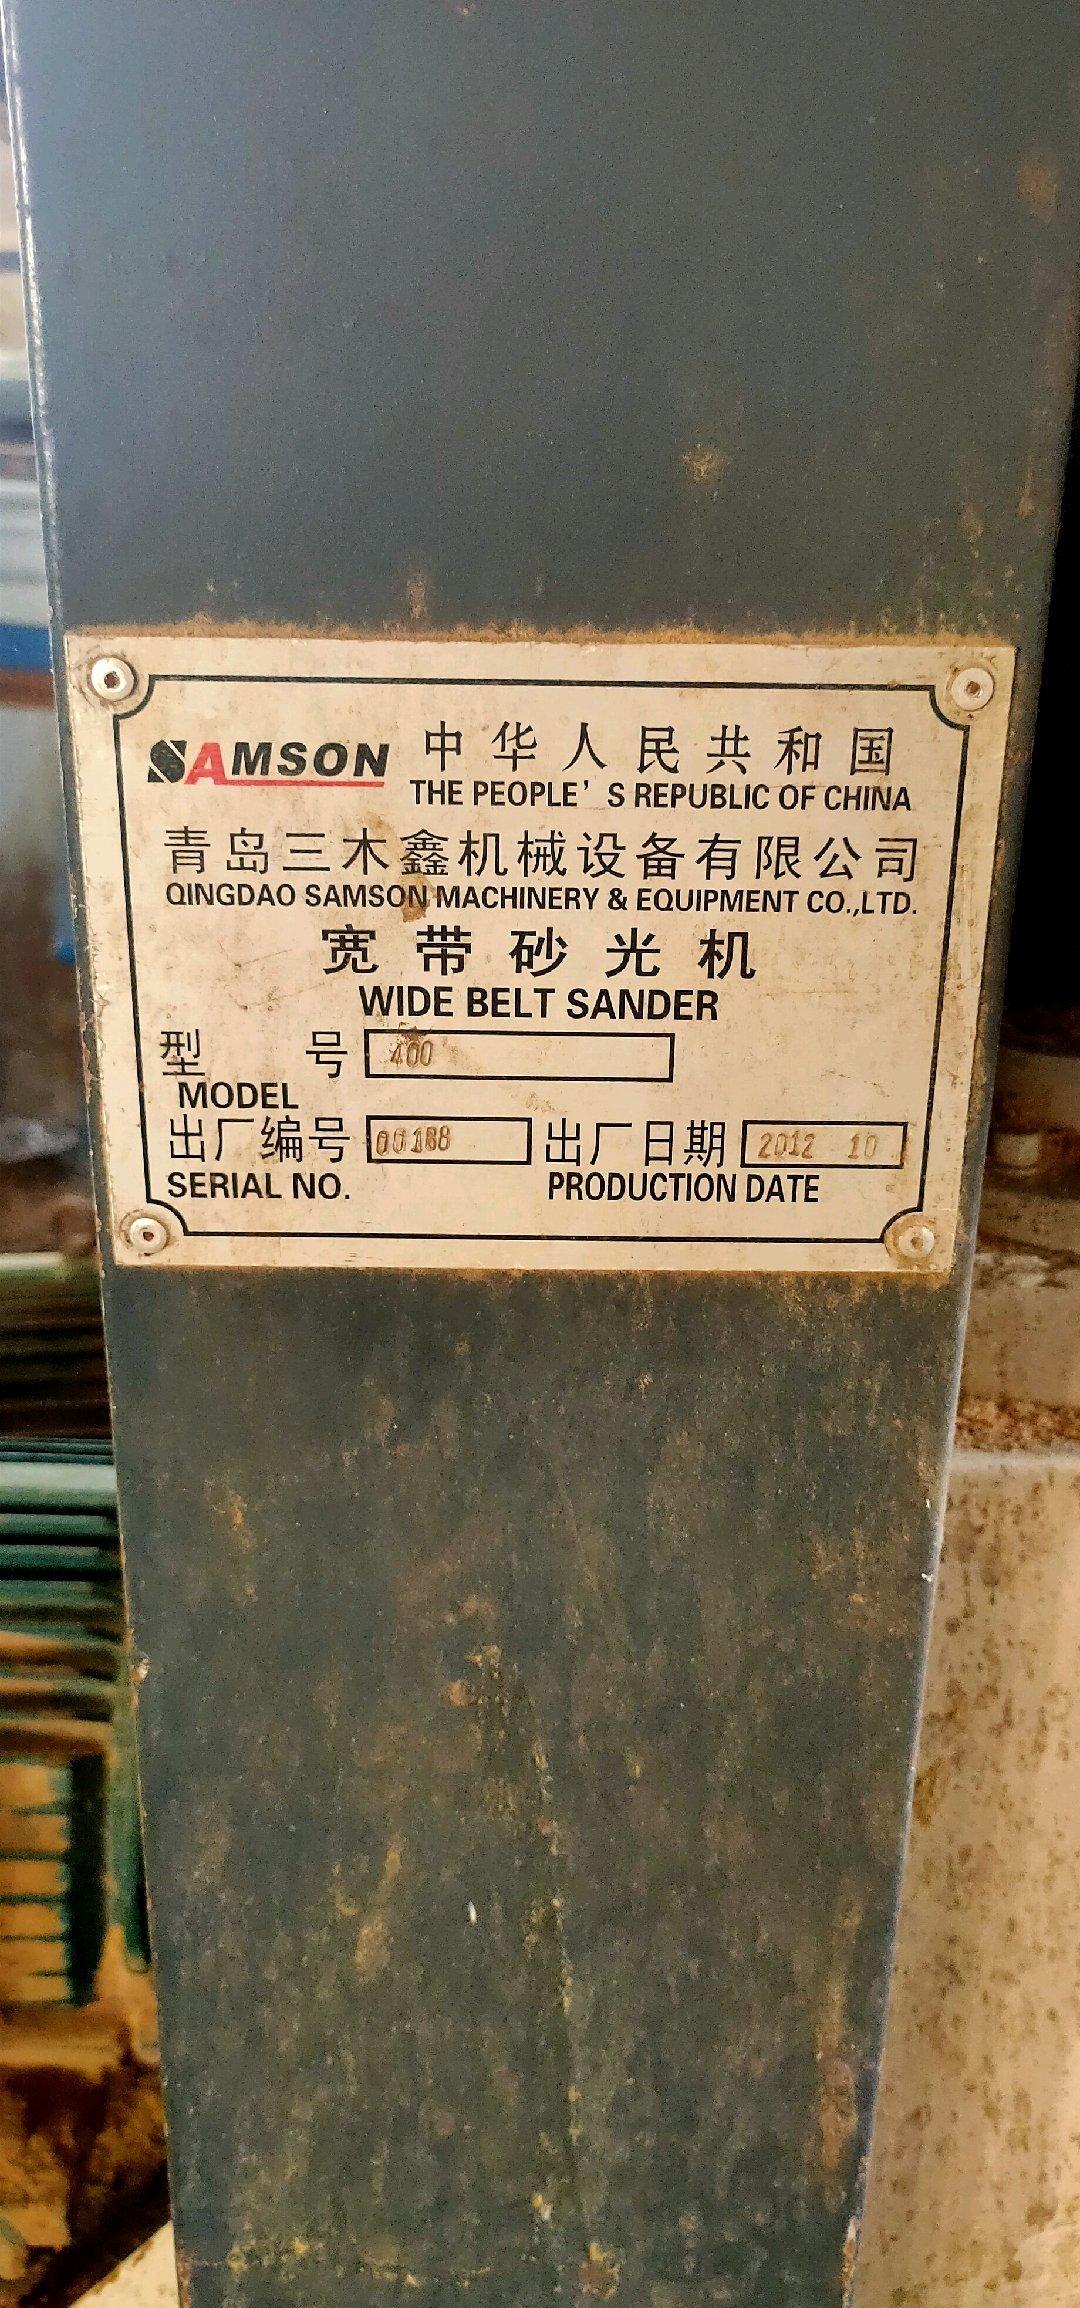 SAMSON 中华人民共和国
THE PEOPLE'S REPUBLIC OF CHINA
青岛三木鑫机械设备有限公司
QINGDAO SAMSON MACHINERY & EQUIPMENT CO.,LTD.
宽带砂光机
WIDE BELT SANDER
型号 400
MODEL
出厂编号 00188 出厂日期 2012 10
SERIAL NO. PRODUCTION DATE